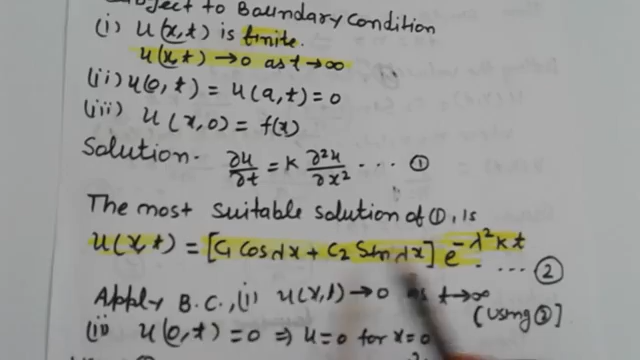 Subject to Boundary Condition
(i) U(x,t) is finite.
U(x,t) → 0 as t → ∞
(ii) U(0,t) = U(a,t) = 0
(iii) U(x,0) = f(x)
Solution. ∂u/∂t = K ∂²u/∂x² ... ①
The most suitable solution of ①, is
U(x,t) = [C₁ Cos λx + C₂ Sin λx] e^{-λ²Kt} ... ②
Apply B.C., (i) U(x,t) → 0 as t → ∞
(Using ②)
(ii) U(0,t) = 0 ⇒ U = 0 for x = 0